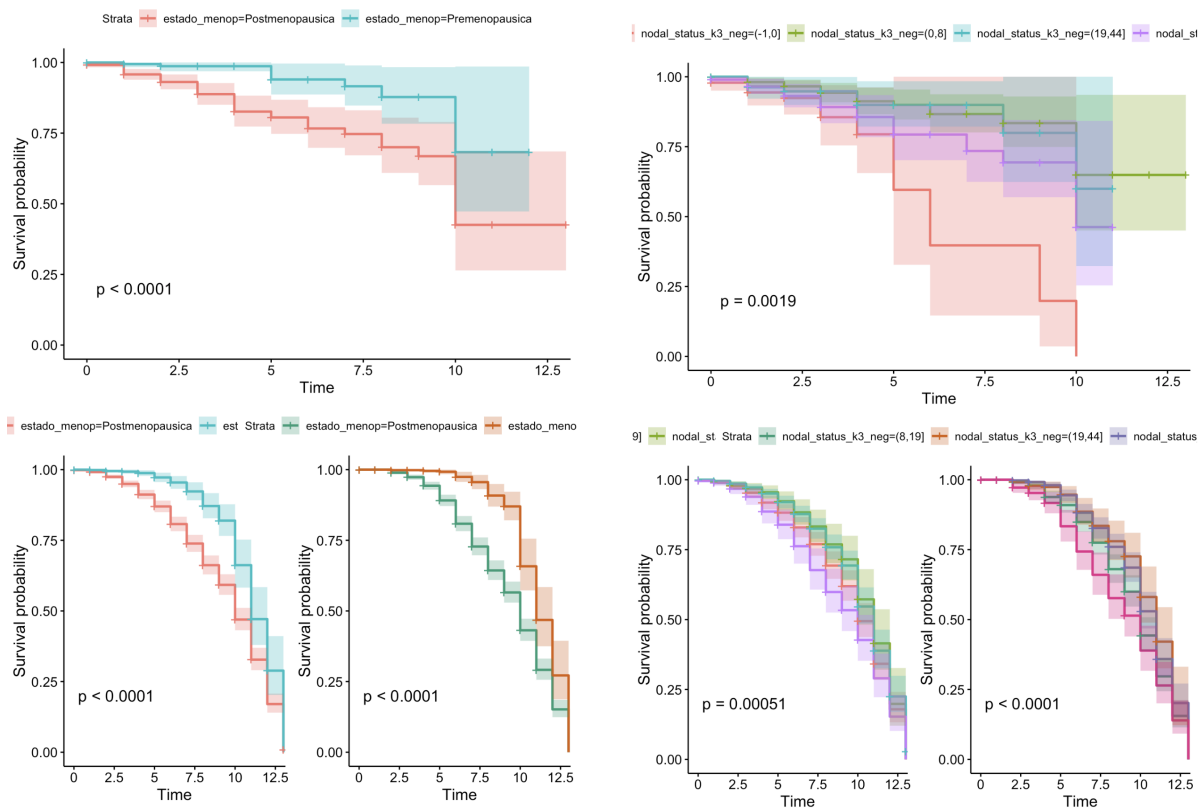 Strata estado_menop=Postmenopausica estado_menop=Premenopausica
Survival probability
1.00
0.75
0.50
0.25
0.00
p < 0.0001
0 2.5 5 7.5 10 12.5
Time
nodal_status_k3_neg=(-1,0] nodal_status_k3_neg=(0,8] nodal_status_k3_neg=(19,44] nodal_st
Survival probability
1.00
0.75
0.50
0.25
0.00
p = 0.0019
0 2.5 5 7.5 10 12.5
Time
estado_menop=Postmenopausica est Strata estado_menop=Postmenopausica estado_meno
Survival probability
1.00
0.75
0.50
0.25
0.00
p < 0.0001
0 2.5 5 7.5 10 12.5
Time
Survival probability
1.00
0.75
0.50
0.25
0.00
p < 0.0001
0 2.5 5 7.5 10 12.5
Time
9] nodal_st Strata nodal_status_k3_neg=(8,19] nodal_status_k3_neg=(19,44] nodal_status
Survival probability
1.00
0.75
0.50
0.25
0.00
p = 0.00051
0 2.5 5 7.5 10 12.5
Time
Survival probability
1.00
0.75
0.50
0.25
0.00
p < 0.0001
0 2.5 5 7.5 10 12.5
Time